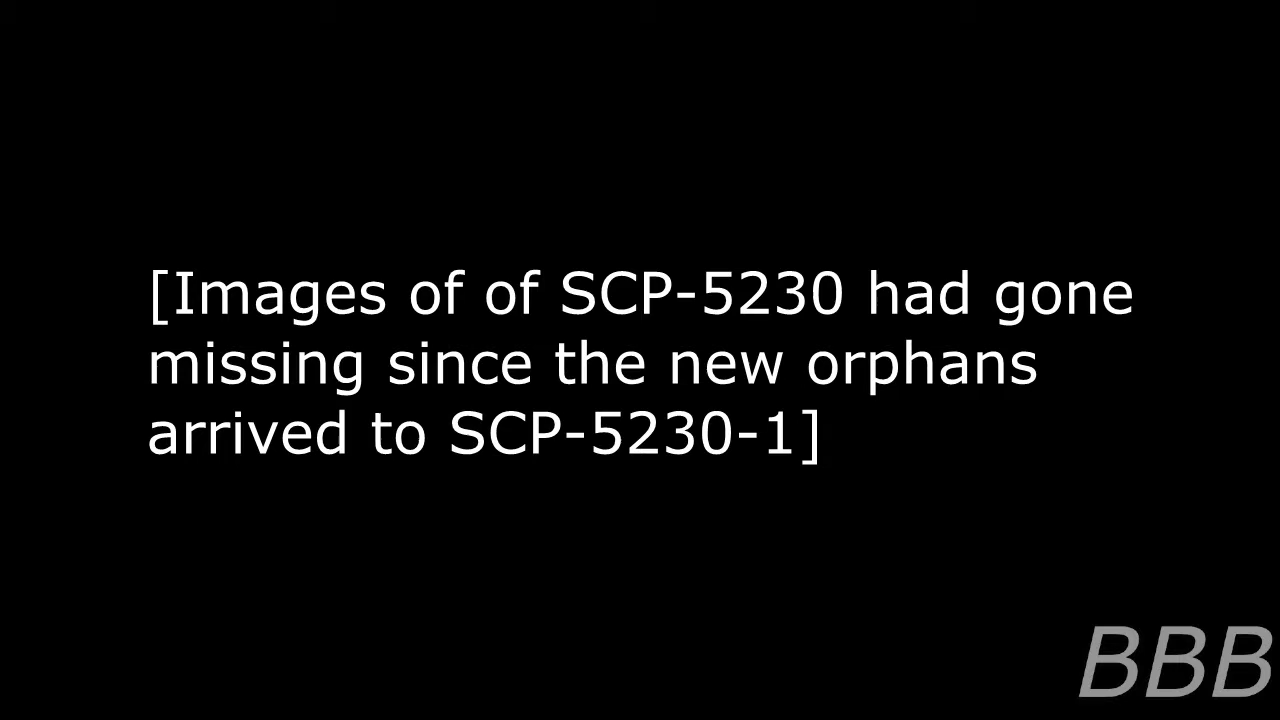 [Images of of SCP-5230 had gone
missing since the new orphans
arrived to SCP-5230-1]
BBB